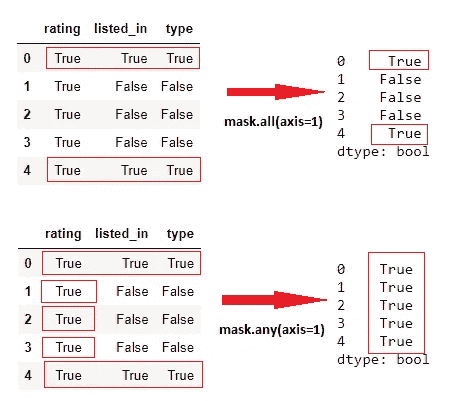 rating listed_in type
0 True True True
1 True False False
2 True False False
3 True False False
4 True True True
mask.all(axis=1)
0 True
1 False
2 False
3 False
4 True
dtype: bool
rating listed_in type
0 True True True
1 True False False
2 True False False
3 True False False
4 True True True
mask.any(axis=1)
0 True
1 True
2 True
3 True
4 True
dtype: bool